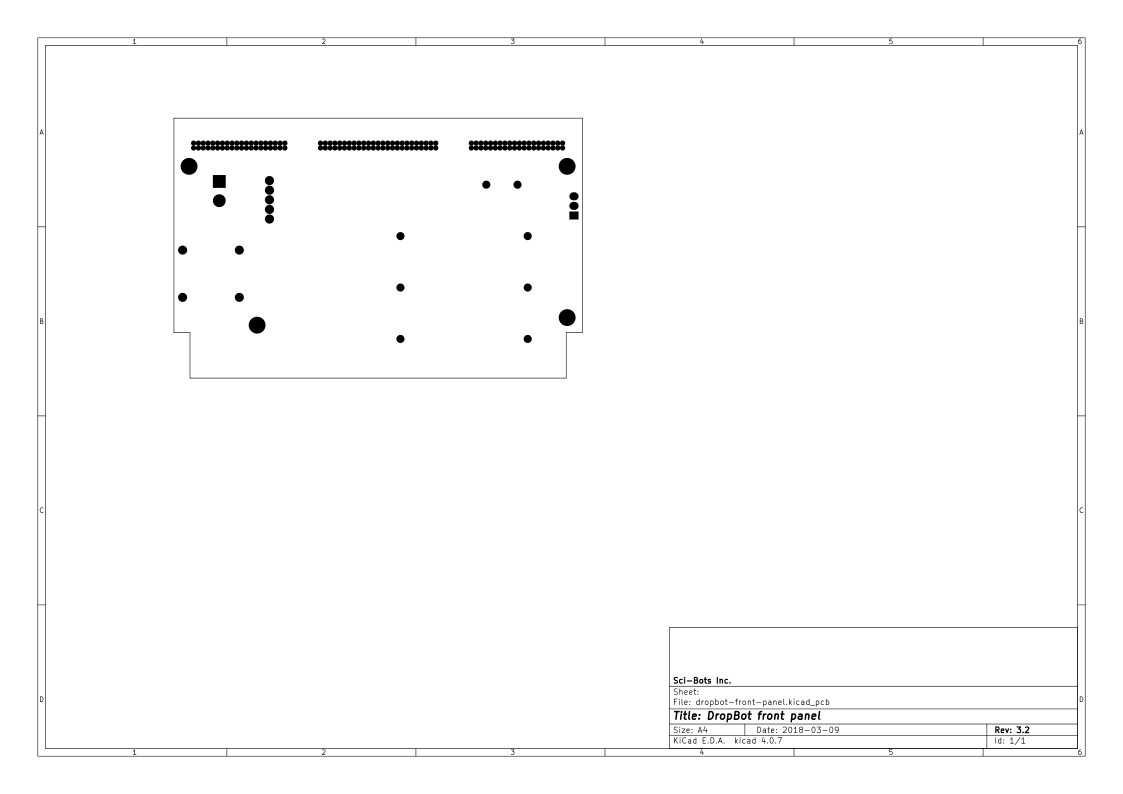 1 2 3 4 5 6
A A
B B
C C
D D
Sci-Bots Inc.
Sheet:
File: dropbot-front-panel.kicad_pcb
Title: DropBot front panel
Size: A4 Date: 2018-03-09 Rev: 3.2
KiCad E.D.A. kicad 4.0.7 Id: 1/1
1 2 3 4 5 6